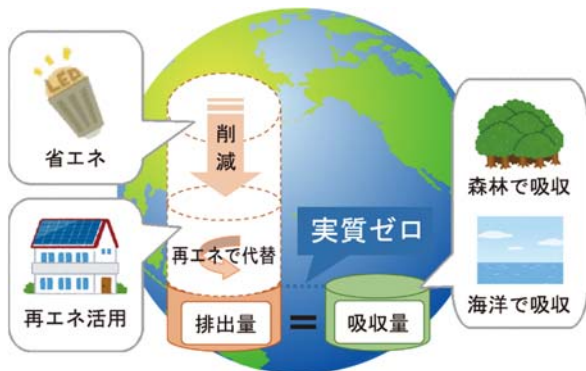 LED
省エネ
削
減
再エネで代替
再エネ活用
実質ゼロ
排出量
=
吸収量
森林で吸収
海洋で吸収